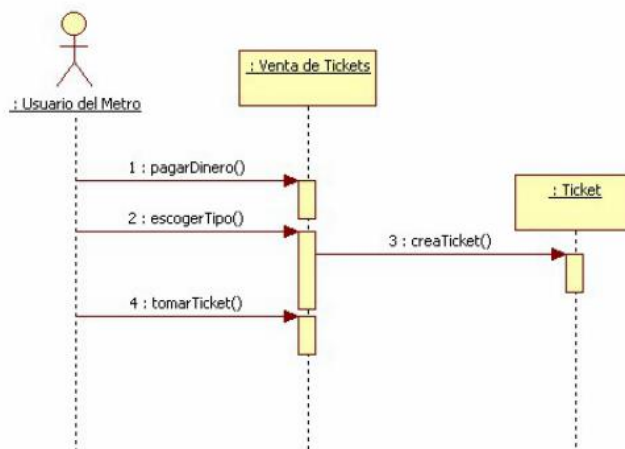 : Usuario del Metro
: Venta de Tickets
1 : pagarDinero()
: Ticket
2 : escogerTipo()
3 : creaTicket()
4 : tomarTicket()